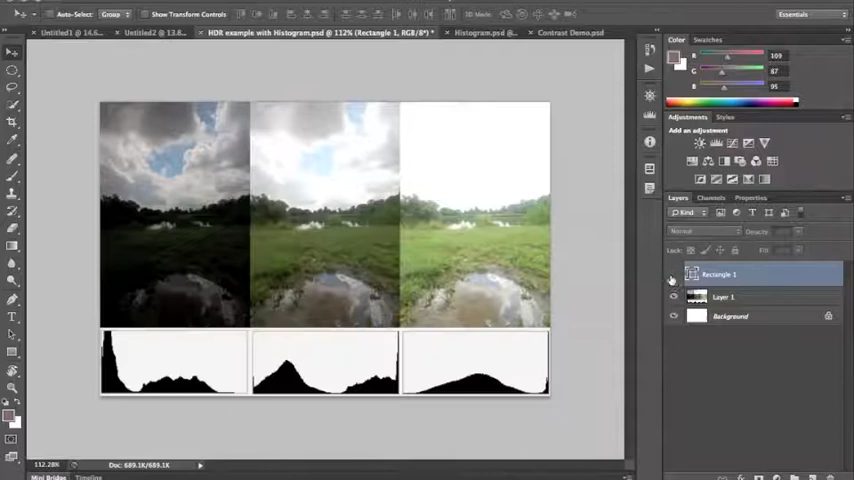 Auto-Select: Group Show Transform Controls 3D Mode: Essentials
Untitled1 @ 14.6... Untitled2 @ 13.8... × HDR example with Histogram.psd @ 112% (Rectangle 1, RGB/8*) * × Histogram.psd @... × Contrast Demo.psd
Color Swatches
R 109
G 87
B 95
Adjustments Styles
Add an adjustment
Layers Channels Properties
Kind
Normal Opacity:
Lock: Fill:
Rectangle 1
Layer 1
Background
112.28% Doc: 689.1K/683.1K
Mini Bridge Timeline